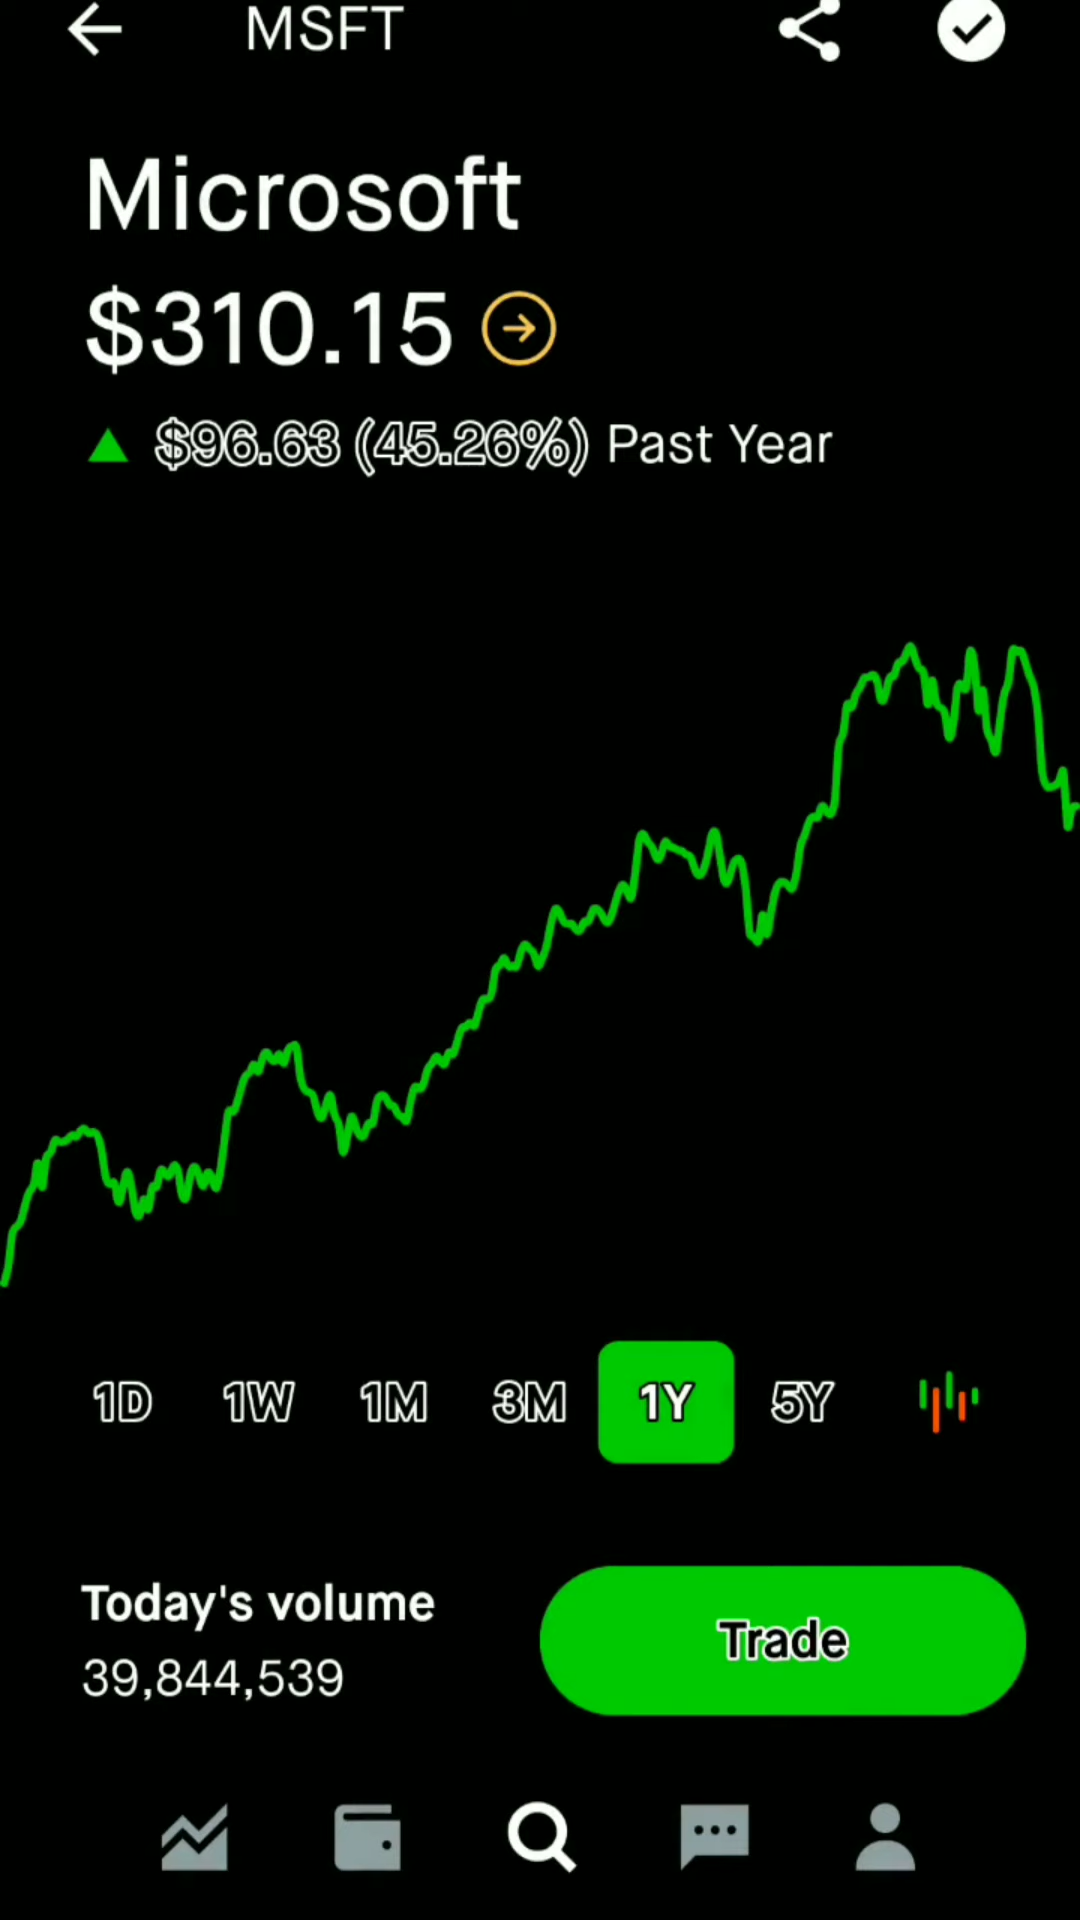 MSFT
Microsoft
$310.15
$96.63 (45.26%) Past Year
1D 1W 1M 3M 1Y 5Y
Today's volume
39,844,539
Trade